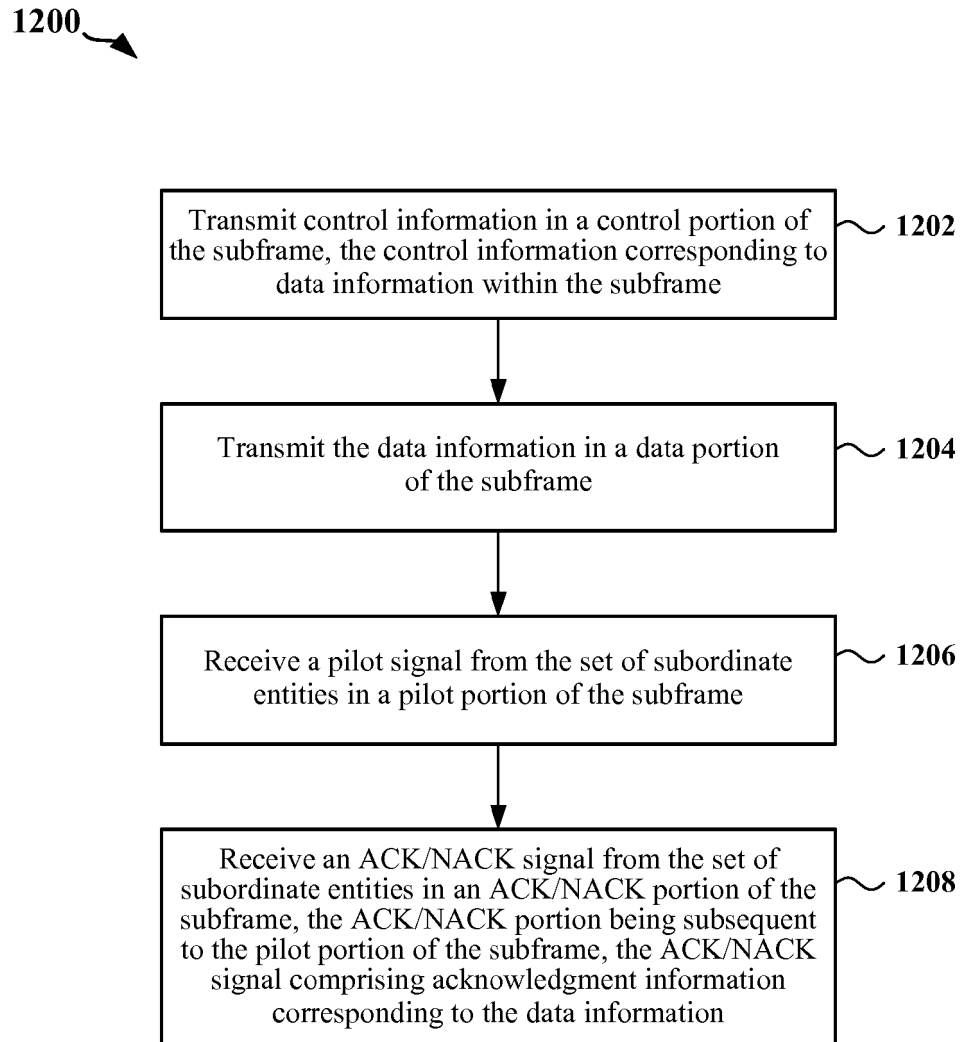 1200
Transmit control information in a control portion of
the subframe, the control information corresponding to
data information within the subframe
1202
Transmit the data information in a data portion
of the subframe
1204
Receive a pilot signal from the set of subordinate
entities in a pilot portion of the subframe
1206
Receive an ACK/NACK signal from the set of
subordinate entities in an ACK/NACK portion of the
subframe, the ACK/NACK portion being subsequent
to the pilot portion of the subframe, the ACK/NACK
signal comprising acknowledgment information
corresponding to the data information
1208